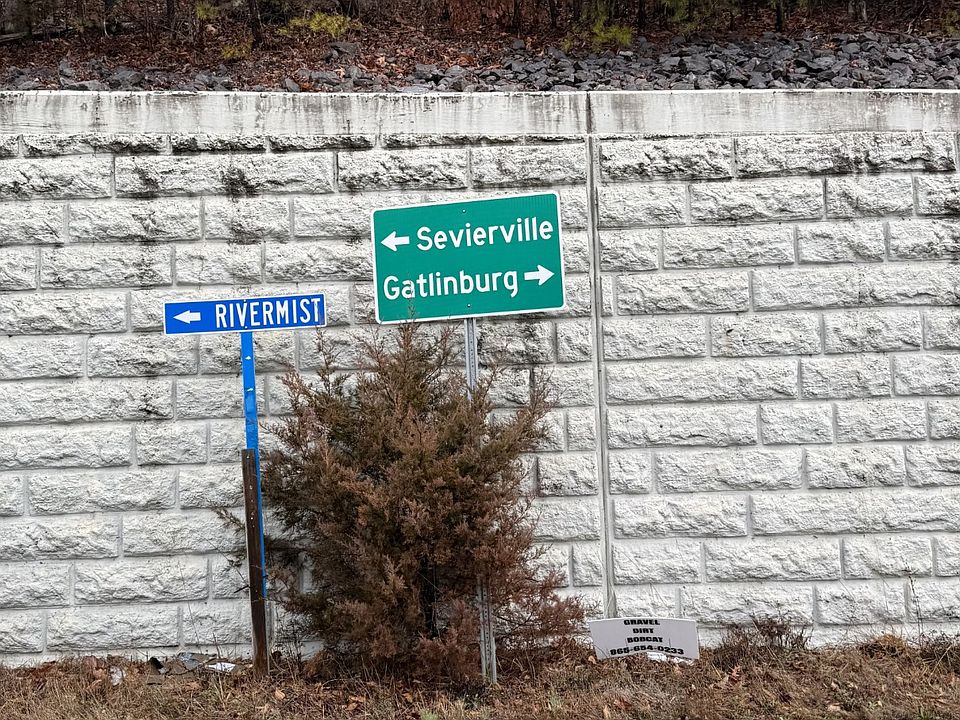 Sevierville
Gatlinburg
RIVERMIST
GRAVEL
DIRT
BOBCAT
865-654-0233